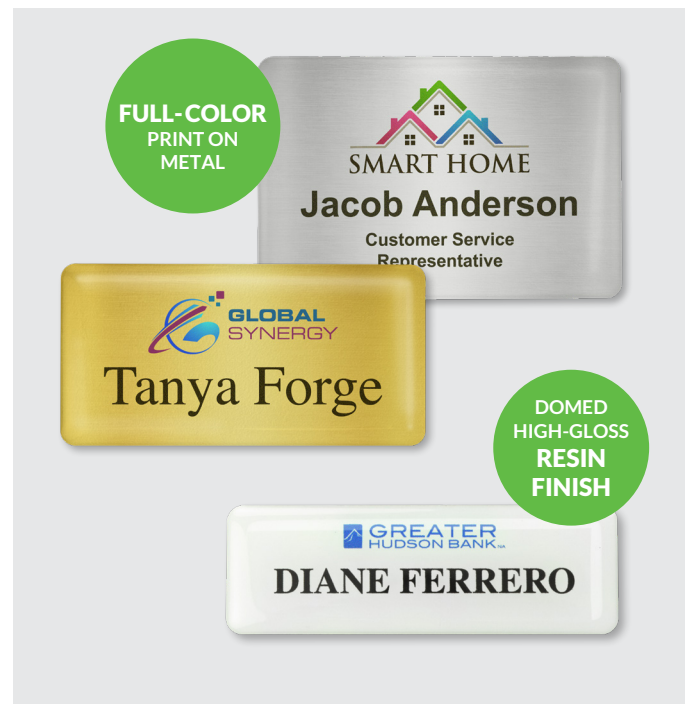 FULL-COLOR
PRINT ON
METAL
SMART HOME
Jacob Anderson
Customer Service
Representative
GLOBAL
SYNERGY
Tanya Forge
DOMED
HIGH-GLOSS
RESIN
FINISH
GREATER
HUDSON BANK
DIANE FERRERO